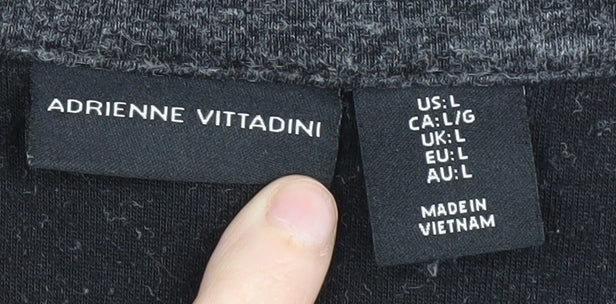 ADRIENNE VITTADINI
US: L
CA: L/G
UK: L
EU: L
AU: L
MADE IN
VIETNAM